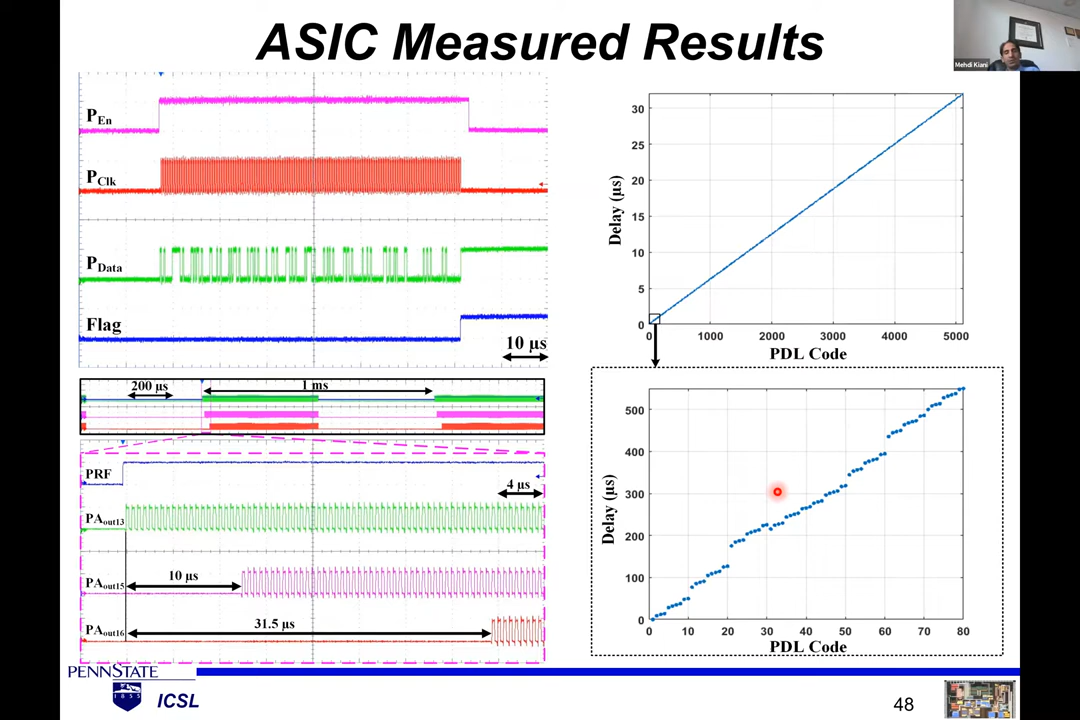 ASIC Measured Results
Mehdi Kiani
P_En
P_Clk
P_Data
Flag
10 µs
200 µs
1 ms
PRF
4 µs
PA_out13
10 µs
PA_out15
31.5 µs
PA_out16
30
25
20
15
10
5
0
Delay (µs)
0 1000 2000 3000 4000 5000
PDL Code
500
400
300
200
100
0
Delay (µs)
0 10 20 30 40 50 60 70 80
PDL Code
PENNSTATE
1855
ICSL
48